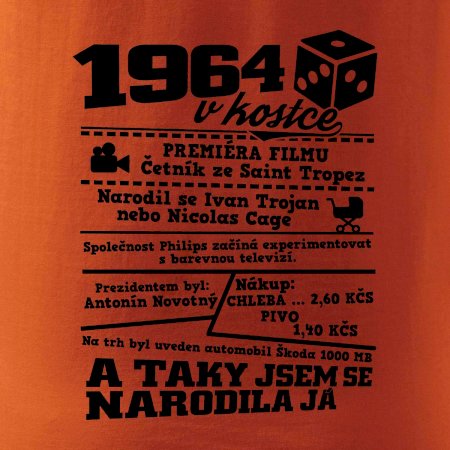 1964
v kostce
PREMIÉRA FILMU
Četník ze Saint Tropez
Narodil se Ivan Trojan
nebo Nicolas Cage
Společnost Philips začíná experimentovat
s barevnou televizí.
Prezidentem byl:
Antonín Novotný
Nákup:
CHLEBA ... 2,60 KČS
PIVO
1,40 KČS
Na trh byl uveden automobil Škoda 1000 MB
A TAKY JSEM SE
NARODILA JÁ